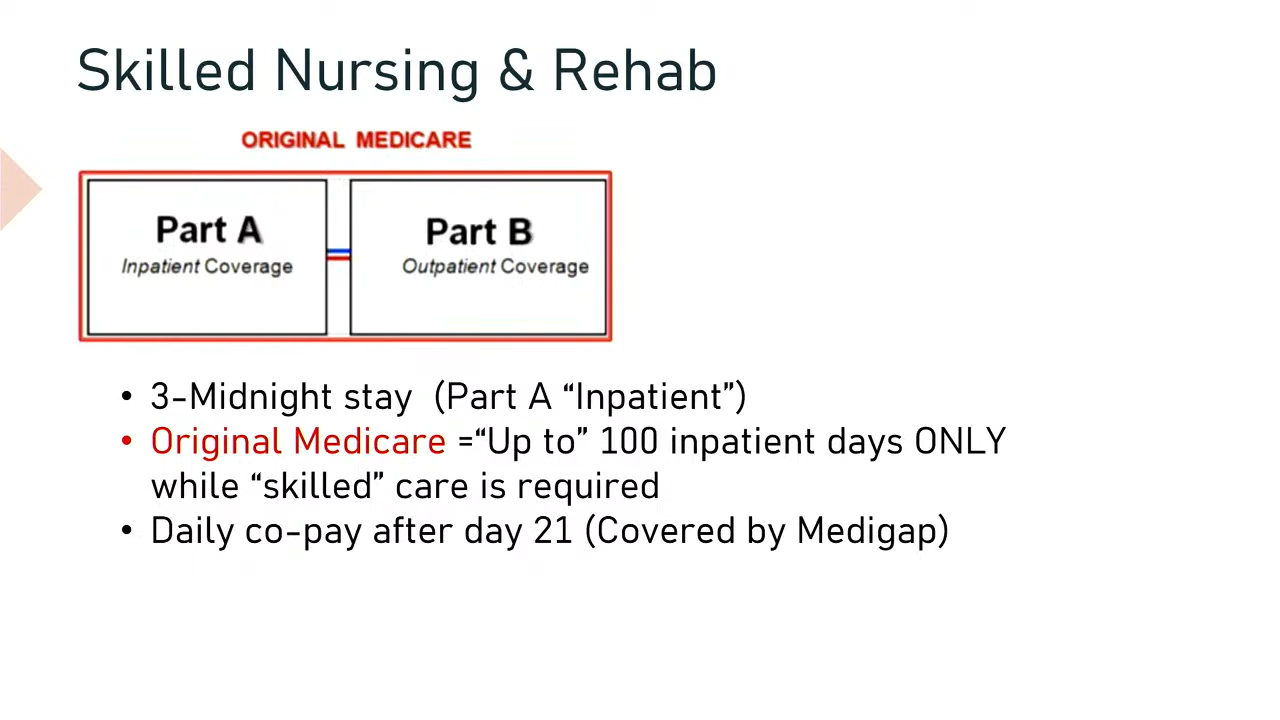 Skilled Nursing & Rehab
ORIGINAL MEDICARE
Part A
Inpatient Coverage
Part B
Outpatient Coverage
• 3-Midnight stay (Part A “Inpatient”)
• Original Medicare =“Up to” 100 inpatient days ONLY
while “skilled” care is required
• Daily co-pay after day 21 (Covered by Medigap)